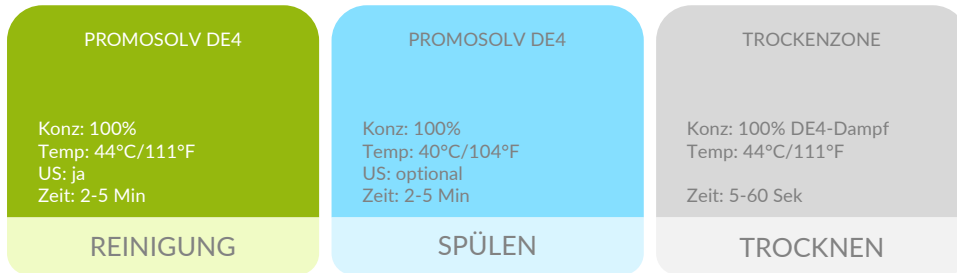 PROMOSOLV DE4
Konz: 100%
Temp: 44°C/111°F
US: ja
Zeit: 2-5 Min
REINIGUNG
PROMOSOLV DE4
Konz: 100%
Temp: 40°C/104°F
US: optional
Zeit: 2-5 Min
SPÜLEN
TROCKENZONE
Konz: 100% DE4-Dampf
Temp: 44°C/111°F
Zeit: 5-60 Sek
TROCKNEN